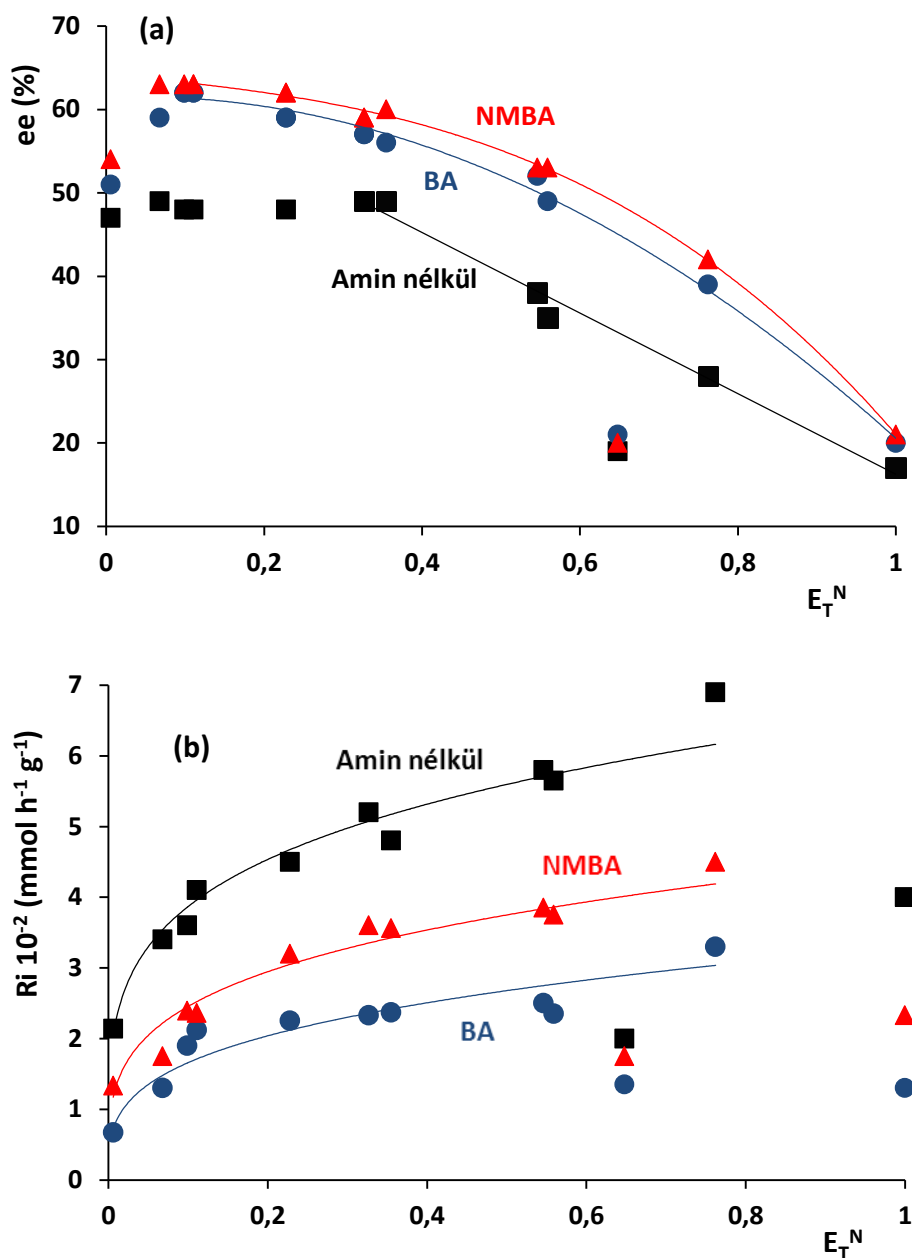 (a)
ee (%)
70
60
50
40
30
20
10
NMBA
BA
Amin nélkül
0
0,2
0,4
0,6
0,8
1
E_T^N
(b)
Ri 10⁻² (mmol h⁻¹ g⁻¹)
7
6
5
4
3
2
1
0
Amin nélkül
NMBA
BA
0
0,2
0,4
0,6
0,8
1
E_T^N